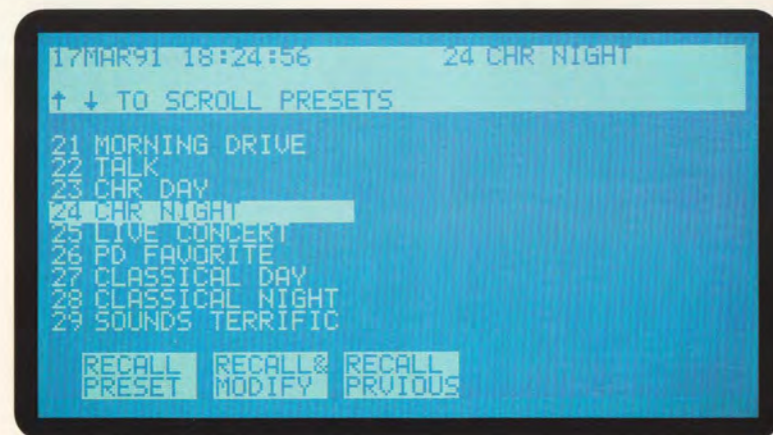 17MAR91 18:24:56 24 CHR NIGHT
↑ ↓ TO SCROLL PRESETS
21 MORNING DRIVE
22 TALK
23 CHR DAY
24 CHR NIGHT
25 LIVE CONCERT
26 PD FAVORITE
27 CLASSICAL DAY
28 CLASSICAL NIGHT
29 SOUNDS TERRIFIC
RECALL PRESET
RECALL& MODIFY
RECALL PRVIOUS